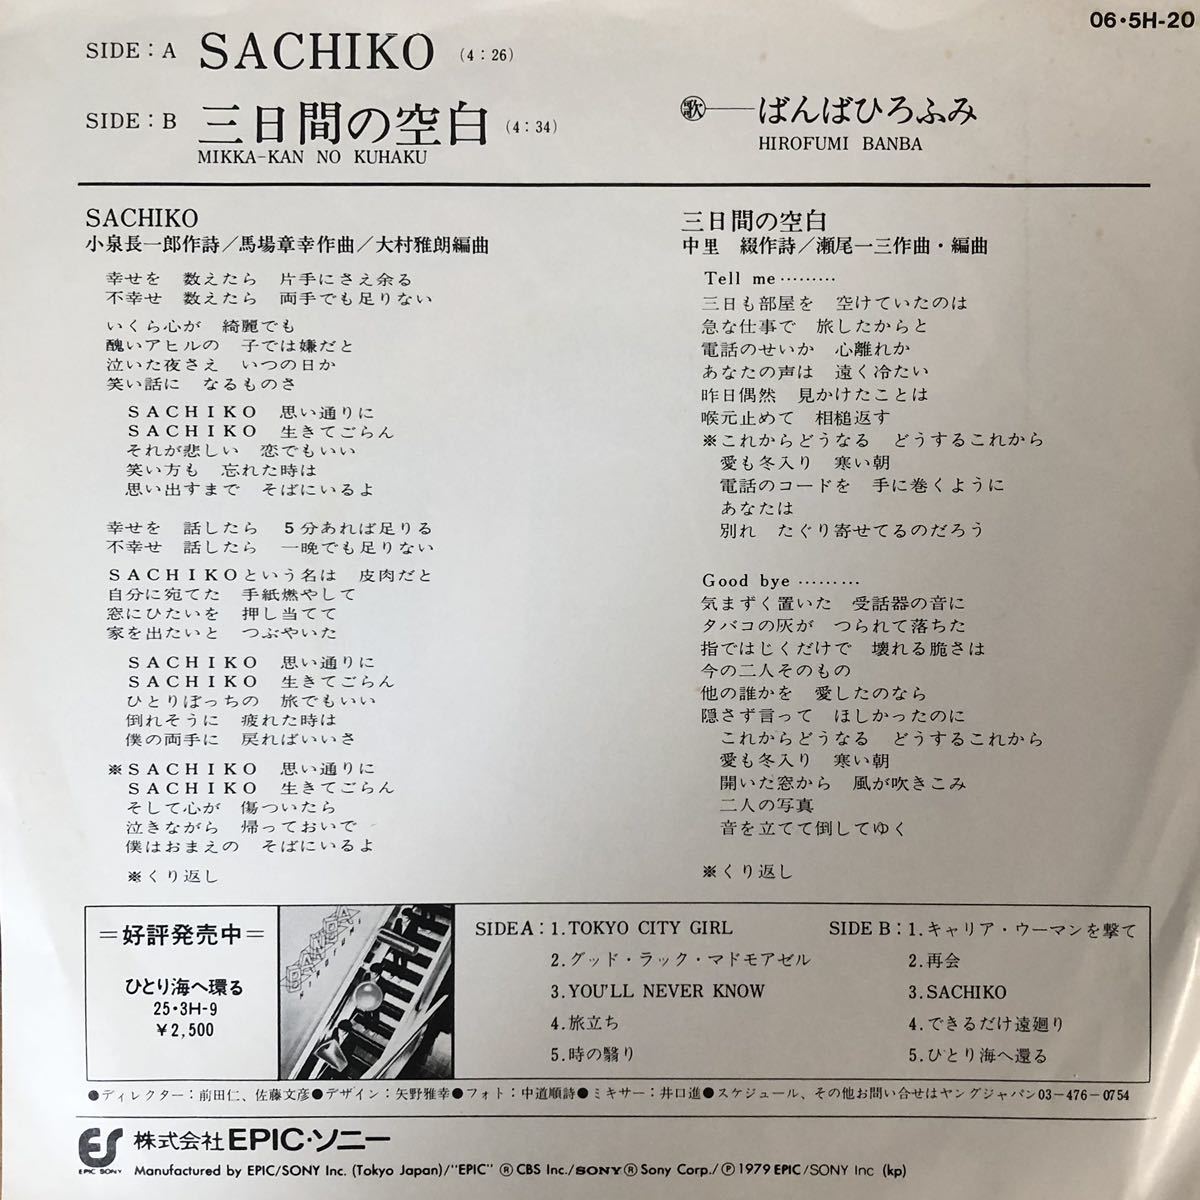 06・5H-20
SIDE : A SACHIKO (4 : 26)
SIDE : B 三日間の空白 (4 : 34)
MIKKA-KAN NO KUHAKU
歌――ばんばひろふみ
HIROFUMI BANBA
SACHIKO
小泉長一郎作詩／馬場章幸作曲／大村雅朗編曲
幸せを 数えたら 片手にさえ余る
不幸せ 数えたら 両手でも足りない
いくら心が 綺麗でも
醜いアヒルの 子では嫌だと
泣いた夜さえ いつの日か
笑い話に なるものさ
SACHIKO 思い通りに
SACHIKO 生きてごらん
それが悲しい 恋でもいい
笑い方も 忘れた時は
思い出すまで そばにいるよ
幸せを 話したら 5分あれば足りる
不幸せ 話したら 一晩でも足りない
SACHIKOという名は 皮肉だと
自分に宛てた 手紙燃やして
窓にひたいを 押し当てて
家を出たいと つぶやいた
SACHIKO 思い通りに
SACHIKO 生きてごらん
ひとりぼっちの 旅でもいい
倒れそうに 疲れた時は
僕の両手に 戻ればいいさ
※SACHIKO 思い通りに
SACHIKO 生きてごらん
そして心が 傷ついたら
泣きながら 帰っておいで
僕はおまえの そばにいるよ
※くり返し
三日間の空白
中里 綴作詩／瀬尾一三作曲・編曲
Tell me………
三日も部屋を 空けていたのは
急な仕事で 旅したからと
電話のせいか 心離れか
あなたの声は 遠く冷たい
昨日偶然 見かけたことは
喉元止めて 相槌返す
※これからどうなる どうするこれから
愛も冬入り 寒い朝
電話のコードを 手に巻くように
あなたは
別れ たぐり寄せてるのだろう
Good bye………
気まずく置いた 受話器の音に
タバコの灰が つられて落ちた
指ではじくだけで 壊れる脆さは
今の二人そのもの
他の誰かを 愛したのなら
隠さず言って ほしかったのに
これからどうなる どうするこれから
愛も冬入り 寒い朝
開いた窓から 風が吹きこみ
二人の写真
音を立てて倒してゆく
※くり返し
＝好評発売中＝
ひとり海へ環る
25・3H-9
￥2,500
BANBA
SIDE A : 1. TOKYO CITY GIRL
2. グッド・ラック・マドモアゼル
3. YOU'LL NEVER KNOW
4. 旅立ち
5. 時の翳り
SIDE B : 1. キャリア・ウーマンを撃て
2. 再会
3. SACHIKO
4. できるだけ遠廻り
5. ひとり海へ還る
●ディレクター：前田仁、佐藤文彦●デザイン：矢野雅幸●フォト：中道順詩●ミキサー：井口進●スケジュール、その他お問い合せはヤングジャパン03-476-0754
ES
EPIC SONY
株式会社EPIC・ソニー
Manufactured by EPIC/SONY Inc. (Tokyo Japan)/"EPIC" Ⓡ CBS Inc./SONY Ⓡ Sony Corp./Ⓟ 1979 EPIC/SONY Inc (kp)